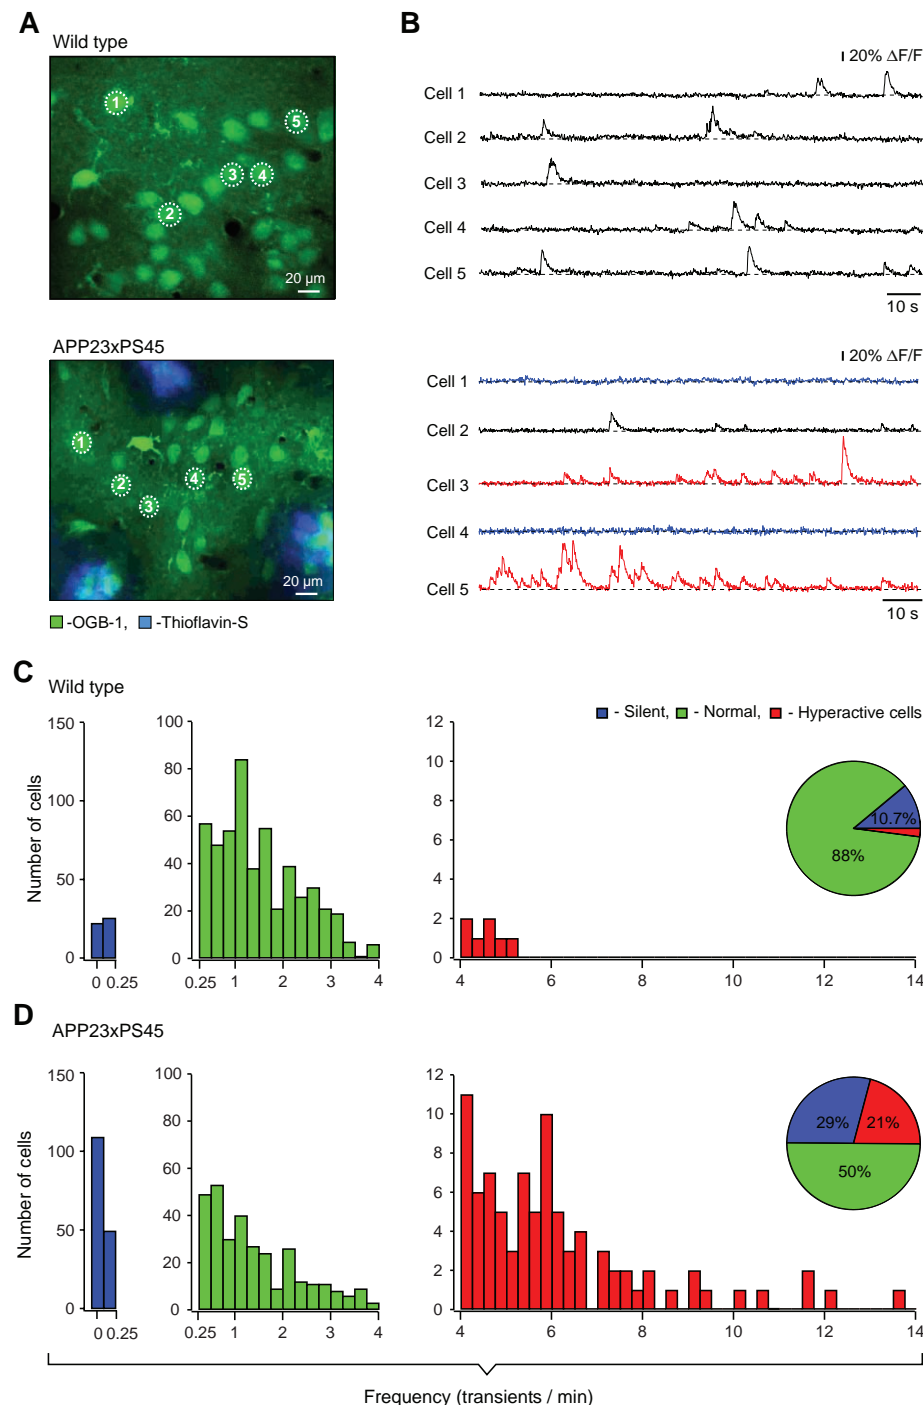 A
Wild type
1
5
3
4
2
20 µm
APP23xPS45
1
2
4
5
3
20 µm
-OGB-1, -Thioflavin-S
B
20% ΔF/F
Cell 1
Cell 2
Cell 3
Cell 4
Cell 5
10 s
20% ΔF/F
Cell 1
Cell 2
Cell 3
Cell 4
Cell 5
10 s
C
Wild type
- Silent, - Normal, - Hyperactive cells
Number of cells
150
100
50
0
0 0.25
100
80
60
40
20
0
0.25 1 2 3 4
12
10
8
6
4
2
0
4 6 8 10 12 14
10.7%
88%
D
APP23xPS45
Number of cells
150
100
50
0
0 0.25
100
80
60
40
20
0
0.25 1 2 3 4
12
10
8
6
4
2
0
4 6 8 10 12 14
29% 21%
50%
Frequency (transients / min)